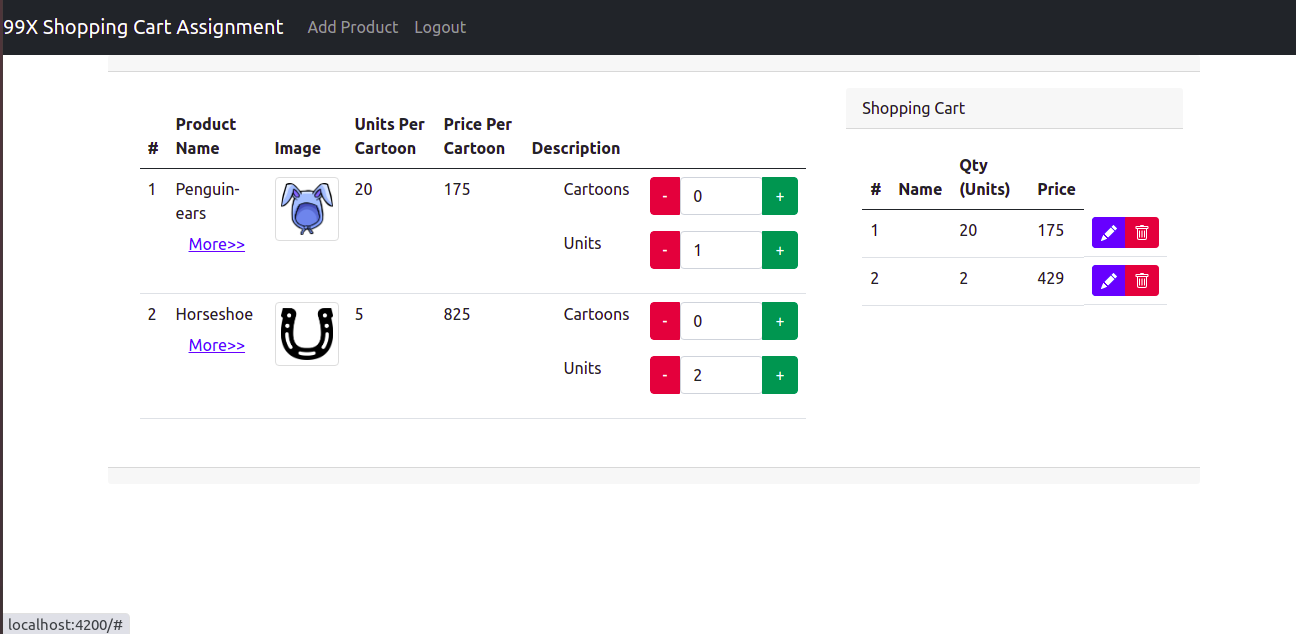 99X Shopping Cart Assignment Add Product Logout
Shopping Cart
# Product Name Image Units Per Cartoon Price Per Cartoon Description
1 Penguin-ears 20 175 Cartoons - 0 +
More>> Units - 1 +
2 Horseshoe 5 825 Cartoons - 0 +
More>> Units - 2 +
# Name Qty (Units) Price
1 20 175
2 2 429
localhost:4200/#